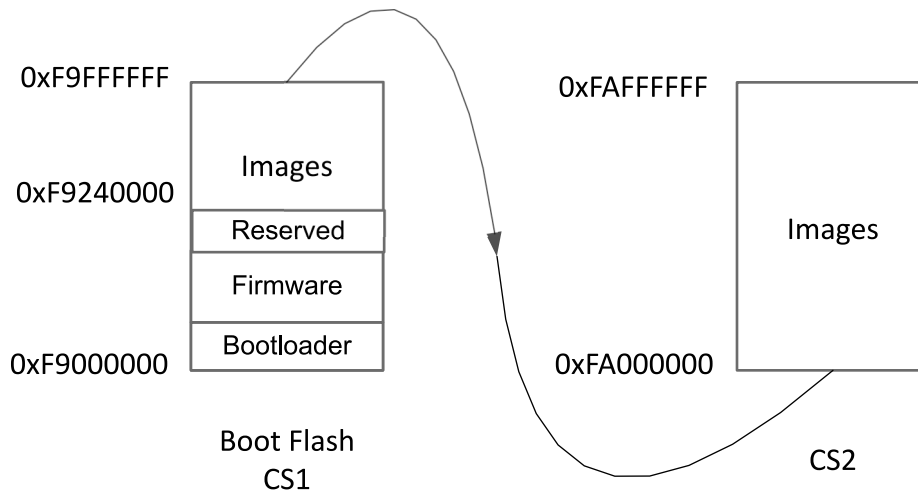 0xF9FFFFFF
0xFAFFFFFF
Images
0xF9240000
Reserved
Images
Firmware
Bootloader
0xF9000000
0xFA000000
Boot Flash
CS1
CS2